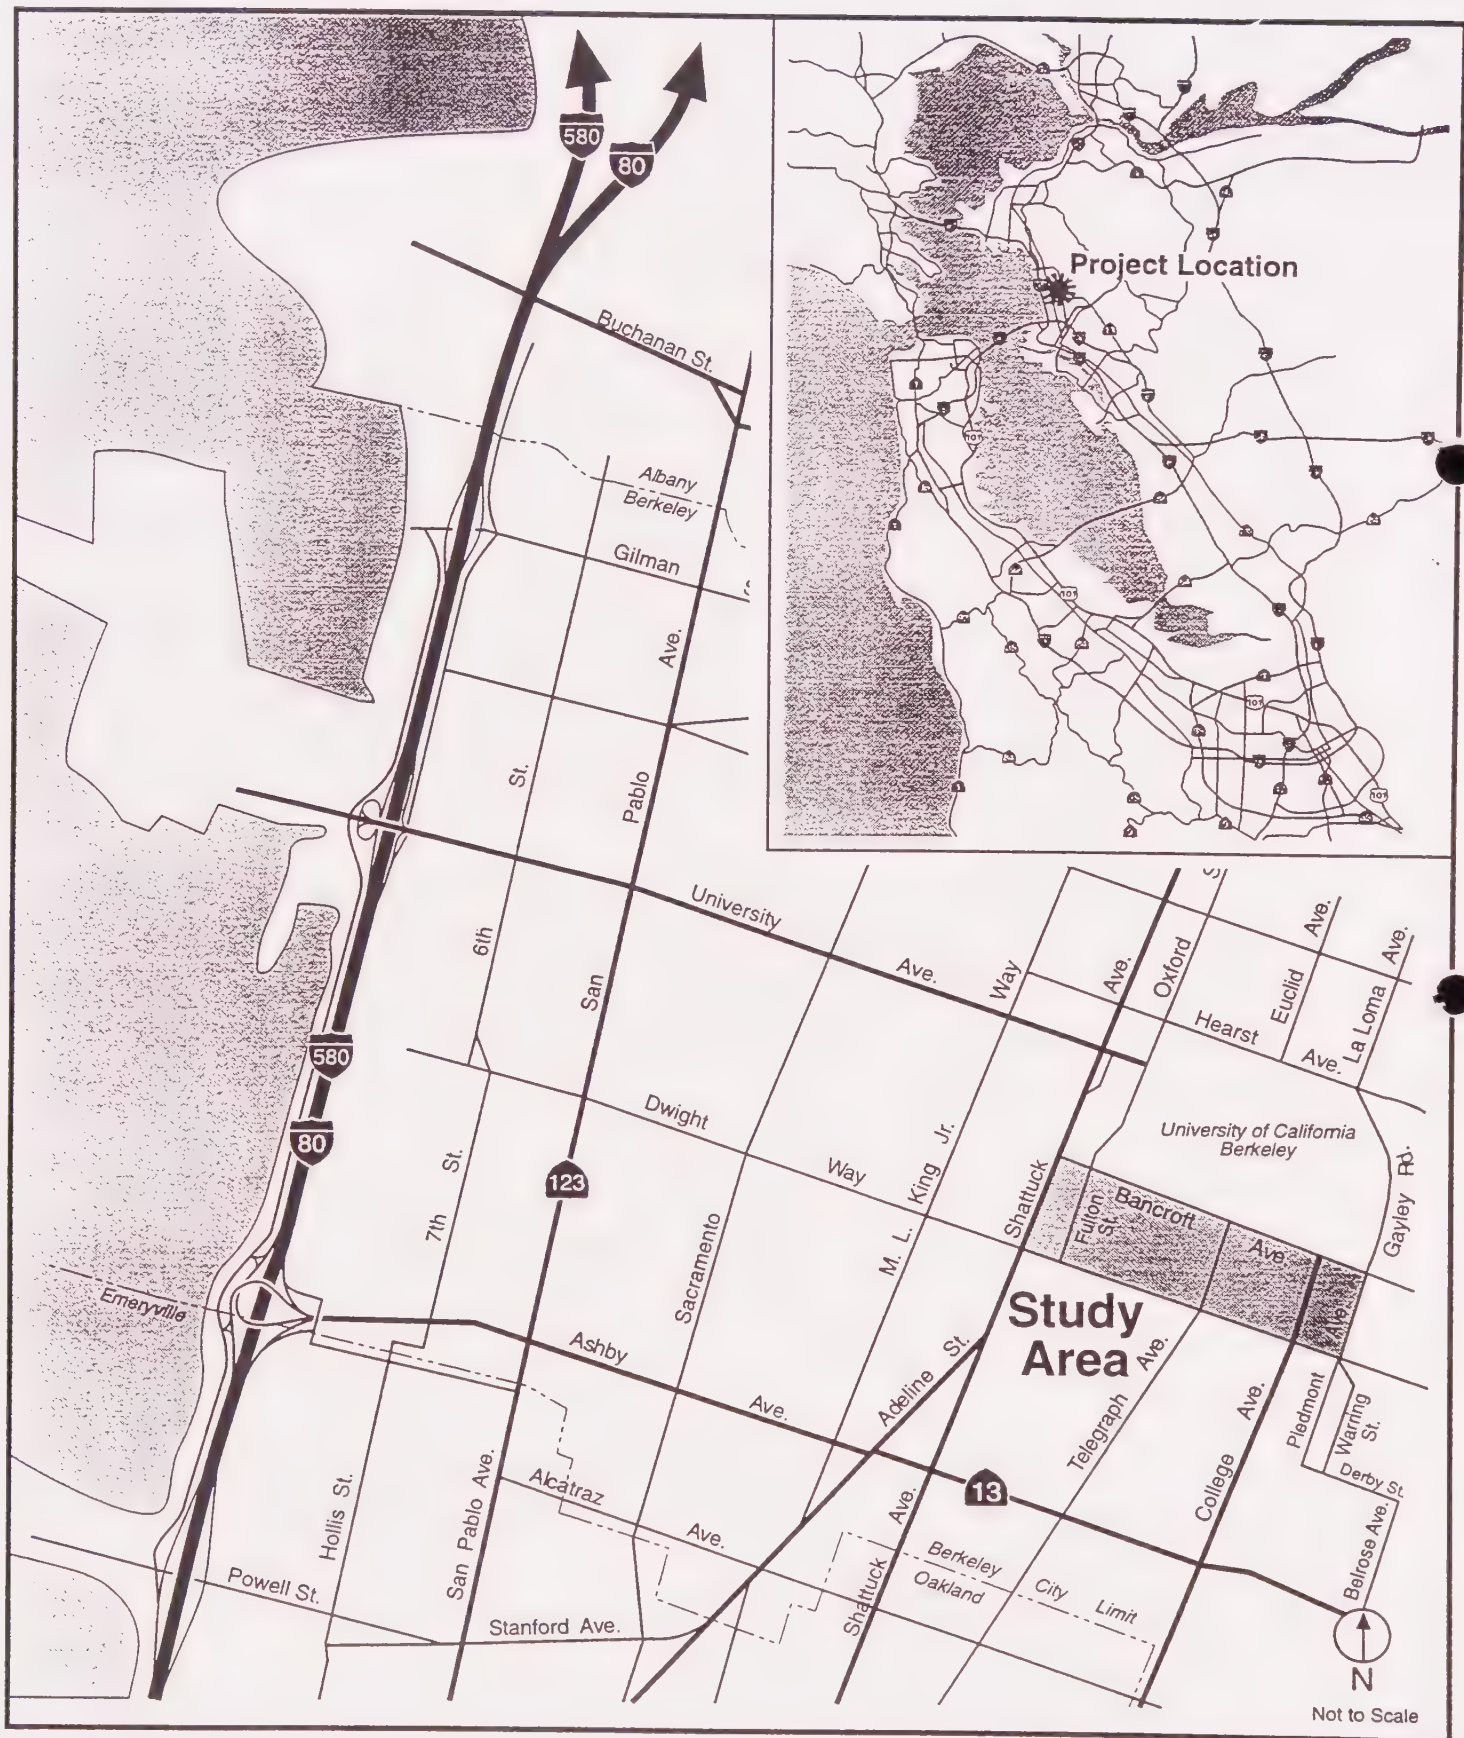 580
80
Buchanan St.
Albany
Berkeley
Gilman
St.
Ave.
Pablo
San
6th
University
Ave.
Project Location
101
101
101
101
1
1
580
80
Dwight
Way
7th
St.
123
Sacramento
M. L.
King Jr.
Way
Shattuck
Ave.
Oxford
S
Euclid
Ave.
La Loma
Ave.
Hearst
Ave.
University of California
Berkeley
Gayley Rd.
Fulton
St.
Bancroft
Ave.
Ave.
Study
Area
Emeryville
Ashby
Ave.
Adeline
St.
Telegraph
Ave.
College
Ave.
Piedmont
Warring
St.
Derby St.
Belrose Ave.
13
Hollis St.
San Pablo Ave.
Alcatraz
Ave.
Shattuck
Ave.
Berkeley
Oakland
City
Limit
Powell St.
Stanford Ave.
N
Not to Scale